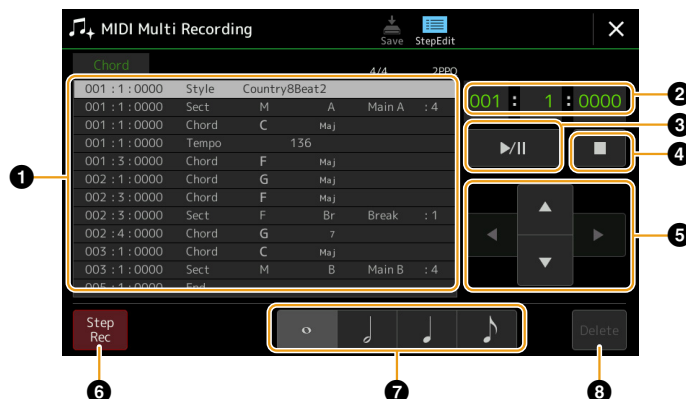 MIDI Multi Recording Save StepEdit
Chord 4/4 2PPQ
001 : 1 : 0000 Style Country8Beat2
001 : 1 : 0000 Sect M A Main A : 4
001 : 1 : 0000 Chord C Maj
001 : 1 : 0000 Tempo 136
001 : 3 : 0000 Chord F Maj
002 : 1 : 0000 Chord G Maj
002 : 3 : 0000 Chord F Maj
002 : 3 : 0000 Sect F Br Break : 1
002 : 4 : 0000 Chord G 7
003 : 1 : 0000 Chord C Maj
003 : 1 : 0000 Sect M B Main B : 4
005 : 1 : 0000 End
001 : 1 : 0000
Step
Rec
Delete
1
2
3
4
5
6
7
8